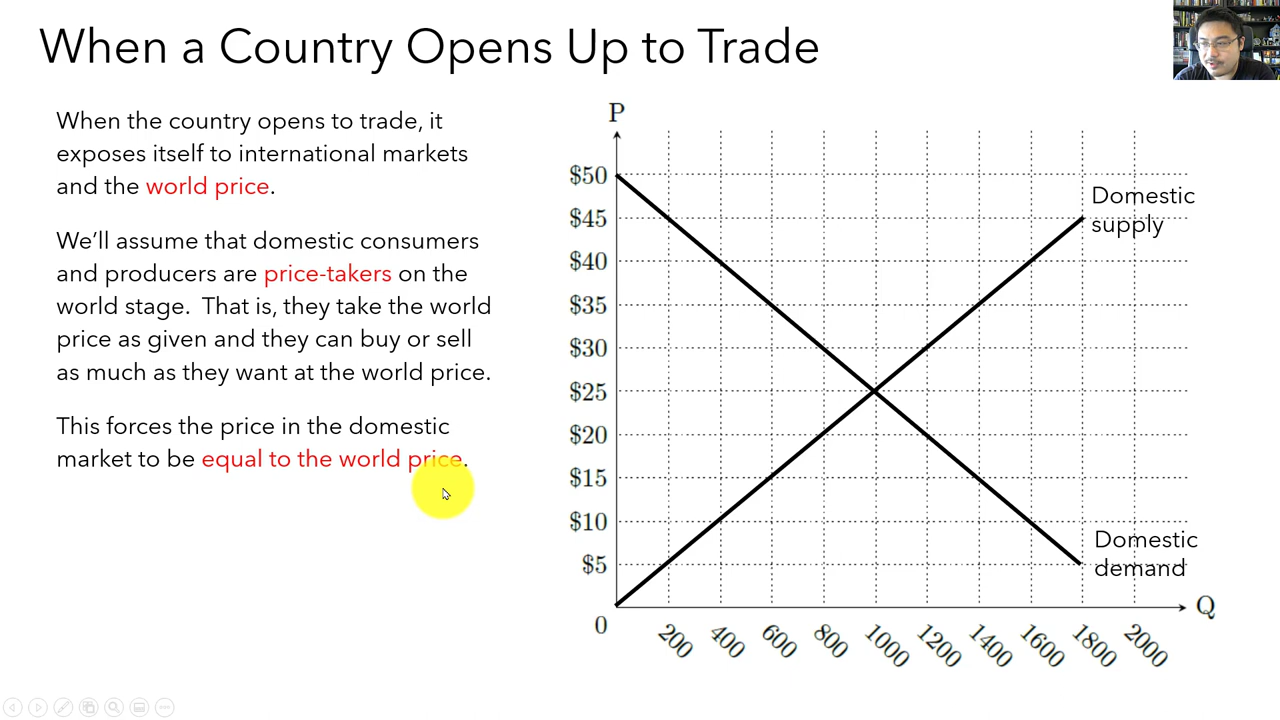 When a Country Opens Up to Trade
When the country opens to trade, it
exposes itself to international markets
and the world price.
We’ll assume that domestic consumers
and producers are price-takers on the
world stage.  That is, they take the world
price as given and they can buy or sell
as much as they want at the world price.
This forces the price in the domestic
market to be equal to the world price.
P
$50
$45
$40
$35
$30
$25
$20
$15
$10
$5
0
Domestic
supply
Domestic
demand
Q
200
400
600
800
1000
1200
1400
1600
1800
2000